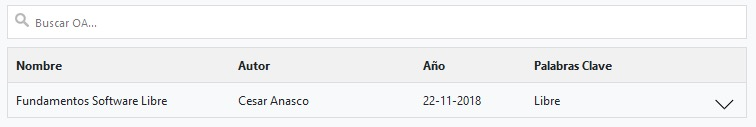 Buscar OA...
Nombre Autor Año Palabras Clave
Fundamentos Software Libre Cesar Anasco 22-11-2018 Libre